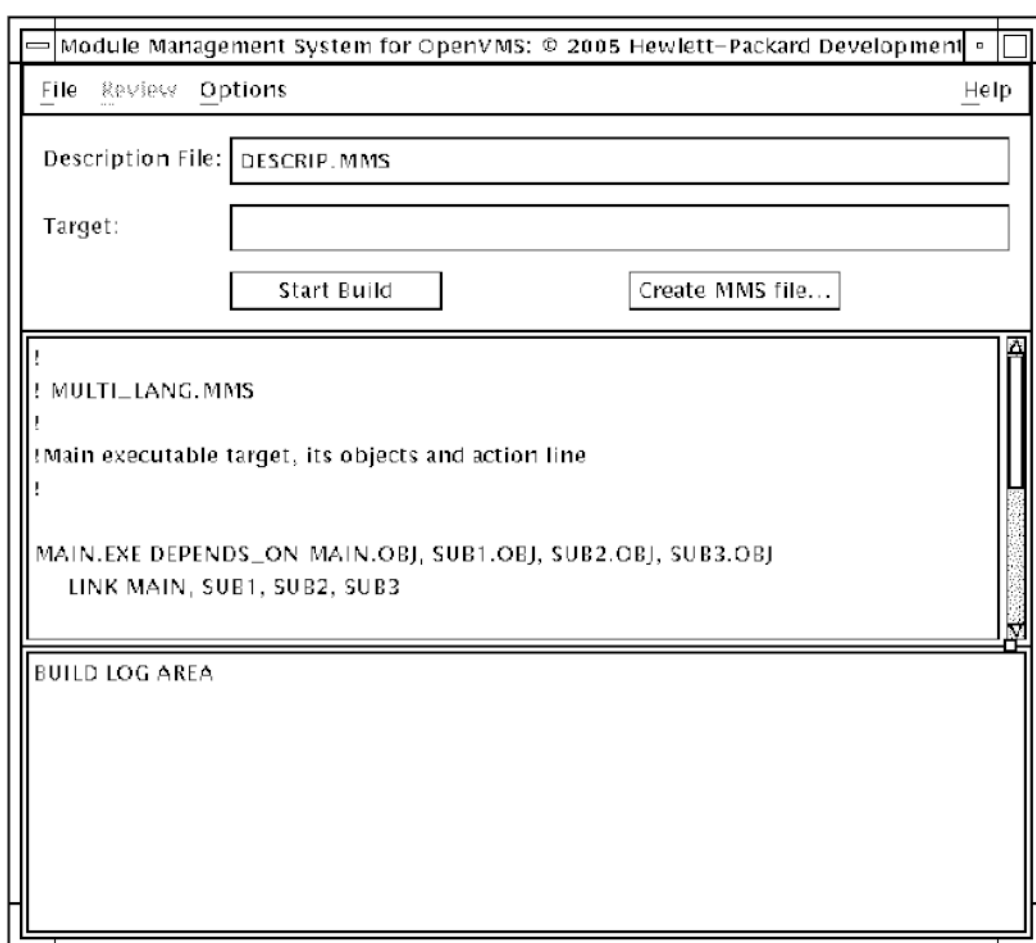 Module Management System for OpenVMS: © 2005 Hewlett-Packard Development
File Review Options Help
Description File: DESCRIP.MMS
Target:
Start Build Create MMS file...
!
! MULTI_LANG.MMS
!
!Main executable target, its objects and action line
!
MAIN.EXE DEPENDS_ON MAIN.OBJ, SUB1.OBJ, SUB2.OBJ, SUB3.OBJ
LINK MAIN, SUB1, SUB2, SUB3
BUILD LOG AREA